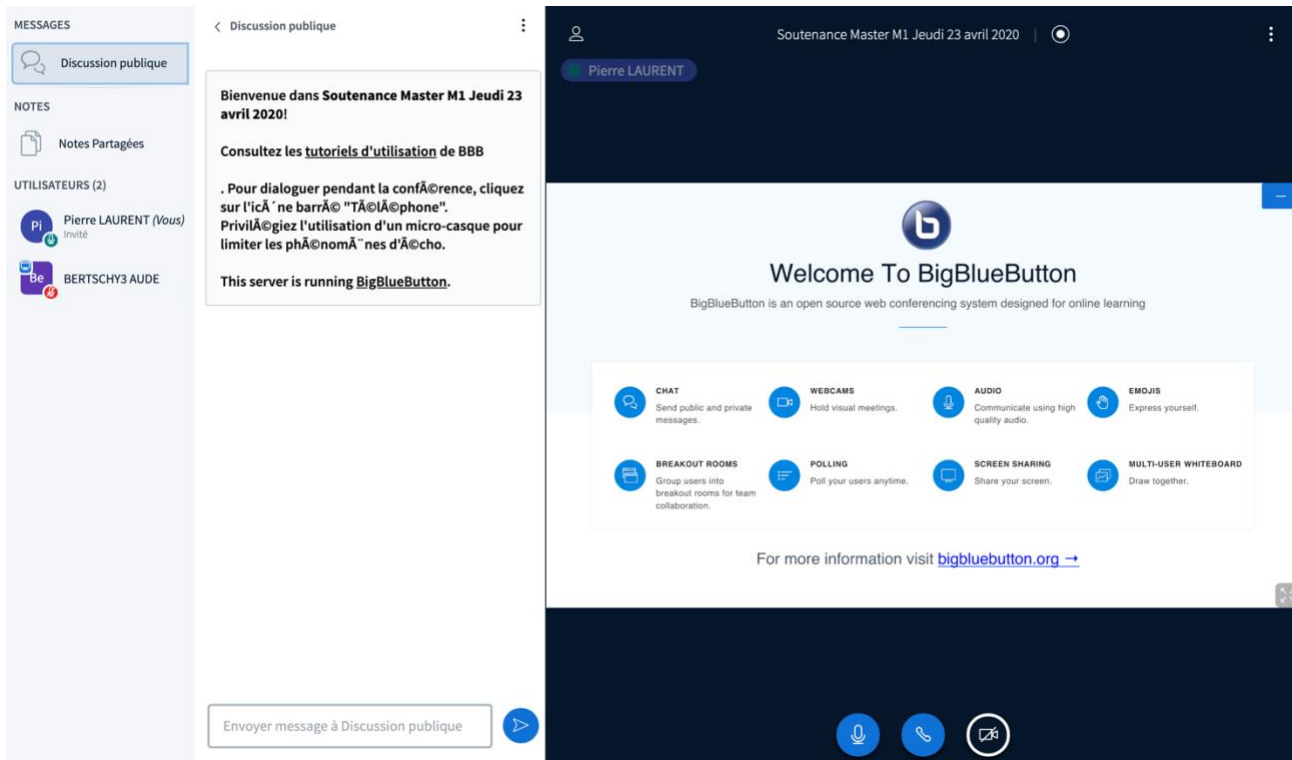 MESSAGES
Discussion publique
NOTES
Notes Partagées
UTILISATEURS (2)
Pi
Pierre LAURENT (Vous)
Invité
Be
BERTSCHY3 AUDE
Discussion publique
Bienvenue dans Soutenance Master M1 Jeudi 23
avril 2020!
Consultez les tutoriels d'utilisation de BBB
. Pour dialoguer pendant la confÃ©rence, cliquez
sur l'icÃ´ne barrÃ© "TÃ©lÃ©phone".
PrivilÃ©giez l'utilisation d'un micro-casque pour
limiter les phÃ©nomÃ¨nes d'Ã©cho.
This server is running BigBlueButton.
Envoyer message à Discussion publique
Soutenance Master M1 Jeudi 23 avril 2020
Pierre LAURENT
b
Welcome To BigBlueButton
BigBlueButton is an open source web conferencing system designed for online learning
CHAT
Send public and private
messages.
WEBCAMS
Hold visual meetings.
AUDIO
Communicate using high
quality audio.
EMOJIS
Express yourself.
BREAKOUT ROOMS
Group users into
breakout rooms for team
collaboration.
POLLING
Poll your users anytime.
SCREEN SHARING
Share your screen.
MULTI-USER WHITEBOARD
Draw together.
For more information visit bigbluebutton.org →